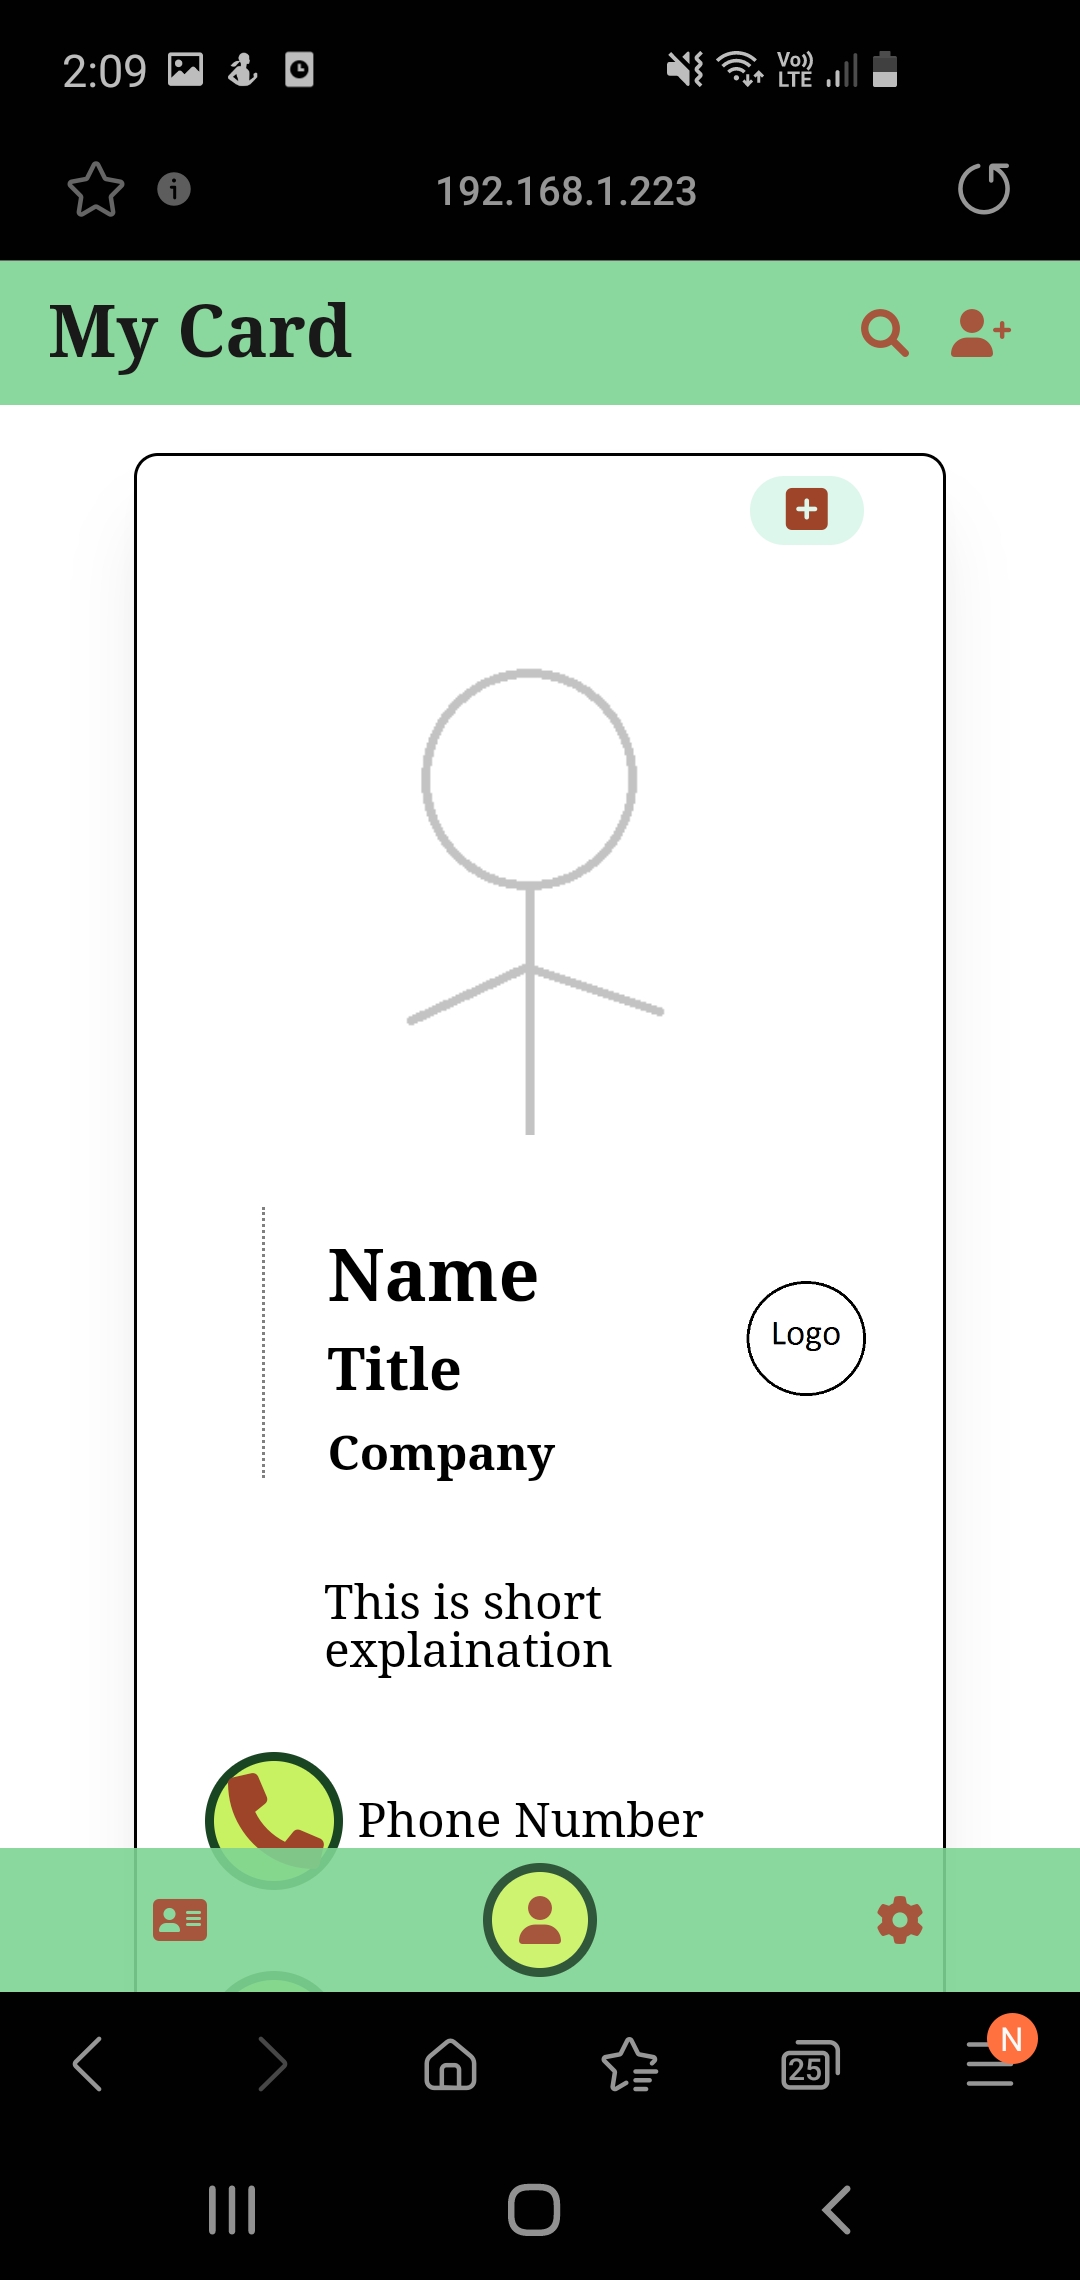 2:09
Vo))
LTE
192.168.1.223
My Card
Name
Title
Logo
Company
This is short
explaination
Phone Number
25
N